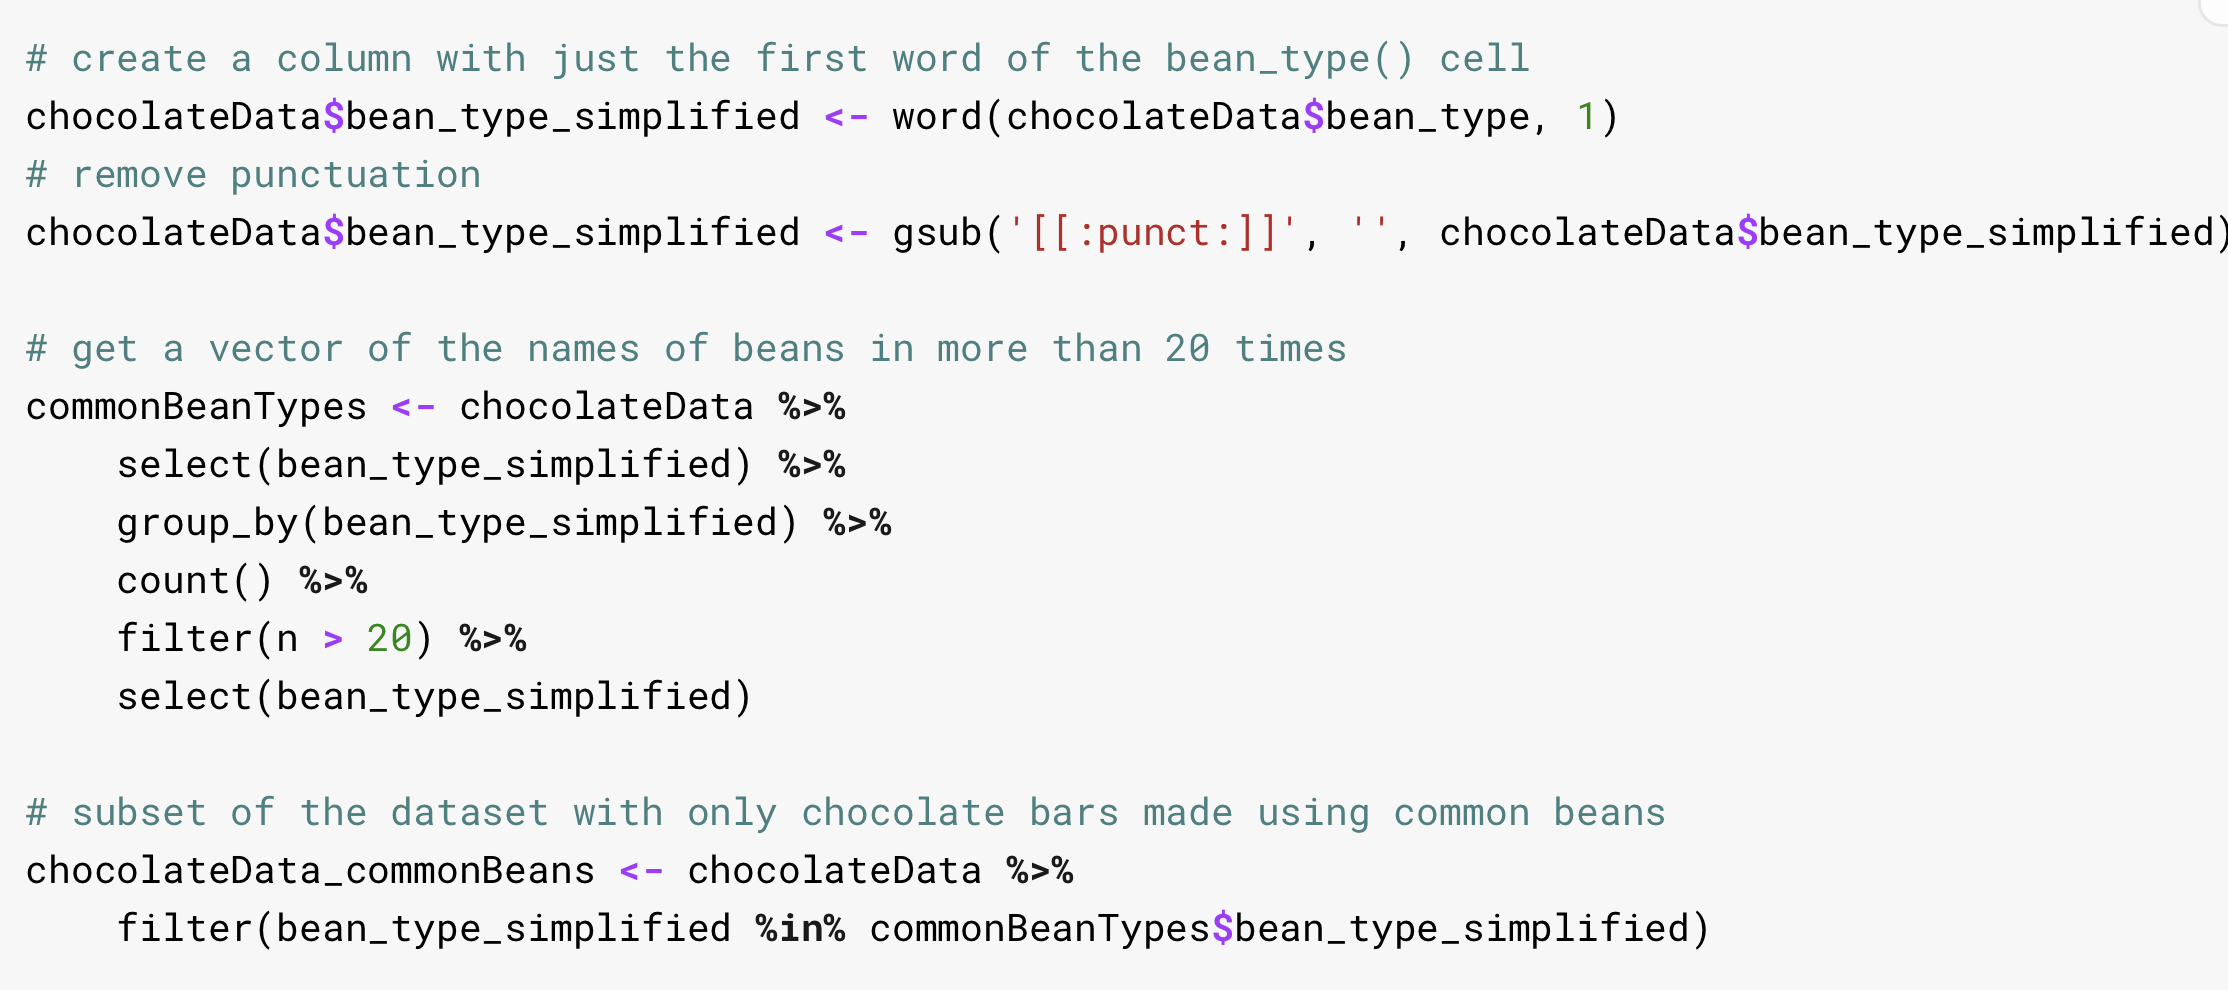 # create a column with just the first word of the bean_type() cell
chocolateData$bean_type_simplified <- word(chocolateData$bean_type, 1)
# remove punctuation
chocolateData$bean_type_simplified <- gsub('[[:punct:]]', '', chocolateData$bean_type_simplified)
# get a vector of the names of beans in more than 20 times
commonBeanTypes <- chocolateData %>%
    select(bean_type_simplified) %>%
    group_by(bean_type_simplified) %>%
    count() %>%
    filter(n > 20) %>%
    select(bean_type_simplified)
# subset of the dataset with only chocolate bars made using common beans
chocolateData_commonBeans <- chocolateData %>%
    filter(bean_type_simplified %in% commonBeanTypes$bean_type_simplified)